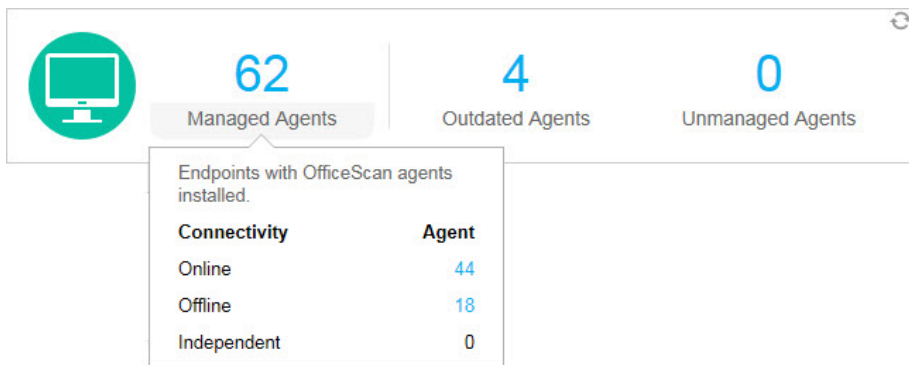 62 4 0
Managed Agents Outdated Agents Unmanaged Agents
Endpoints with OfficeScan agents
installed.
Connectivity Agent
Online 44
Offline 18
Independent 0